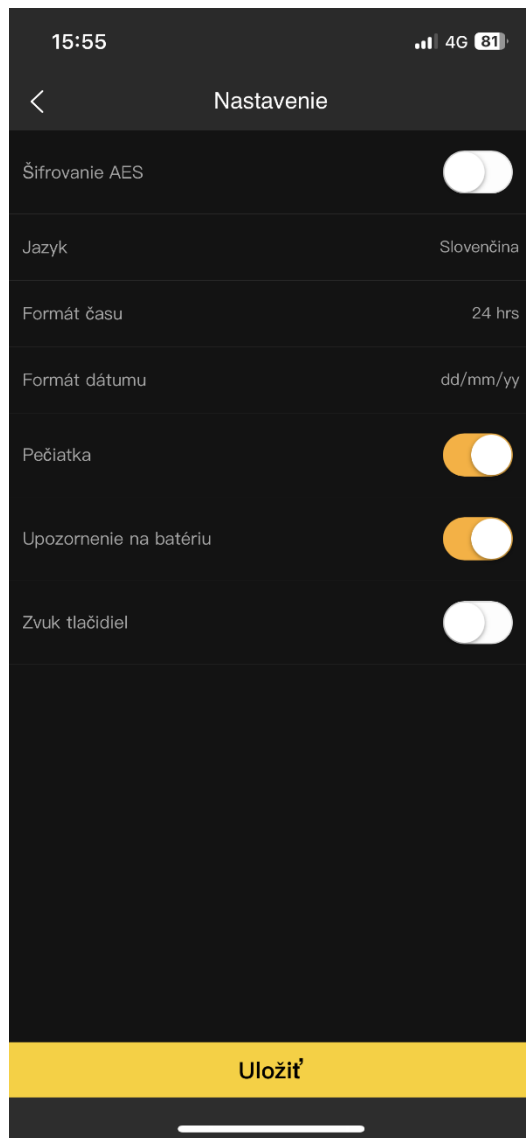 15:55 4G 81
Nastavenie
Šifrovanie AES
Jazyk Slovenčina
Formát času 24 hrs
Formát dátumu dd/mm/yy
Pečiatka
Upozornenie na batériu
Zvuk tlačidiel
Uložiť